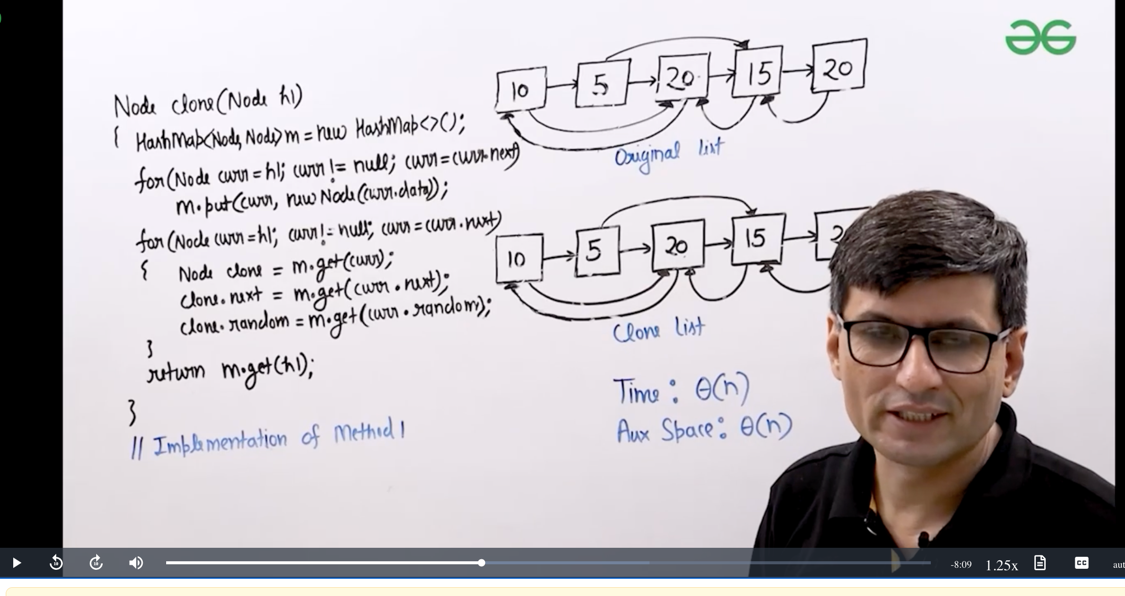 Node clone(Node h1)
{ HashMap<Node, Node> m = new HashMap<>();
for(Node curr = h1; curr != null; curr = curr.next)
m.put(curr, new Node(curr.data));
for(Node curr = h1; curr != null; curr = curr.next)
{ Node clone = m.get(curr);
clone.next = m.get(curr.next);
clone.random = m.get(curr.random);
}
return m.get(h1);
}
// Implementation of Method 1
10 5 20 15 20
Original list
10 5 20 15 2
Clone list
Time : θ(n)
Aux Space : θ(n)
-8:09 1.25x CC aut